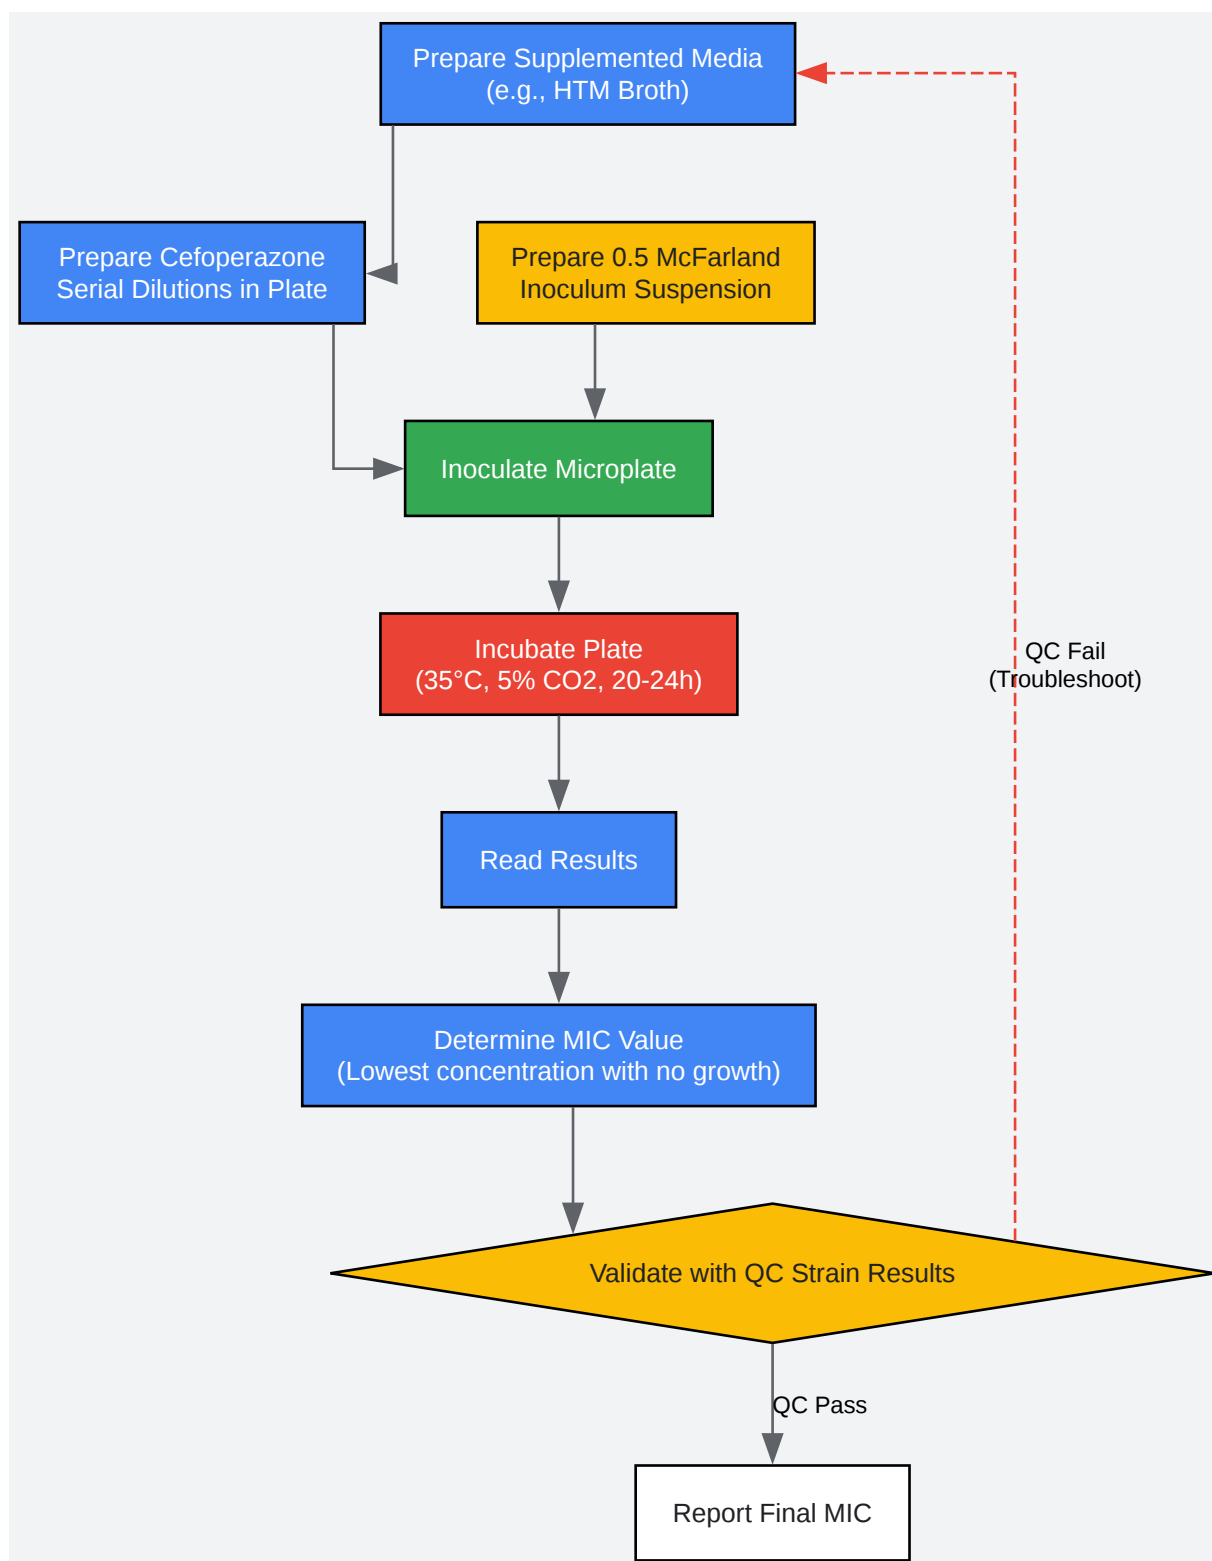 Prepare Supplemented Media
(e.g., HTM Broth)
Prepare Cefoperazone
Serial Dilutions in Plate
Prepare 0.5 McFarland
Inoculum Suspension
Inoculate Microplate
Incubate Plate
(35°C, 5% CO2, 20-24h)
QC Fail
(Troubleshoot)
Read Results
Determine MIC Value
(Lowest concentration with no growth)
Validate with QC Strain Results
QC Pass
Report Final MIC